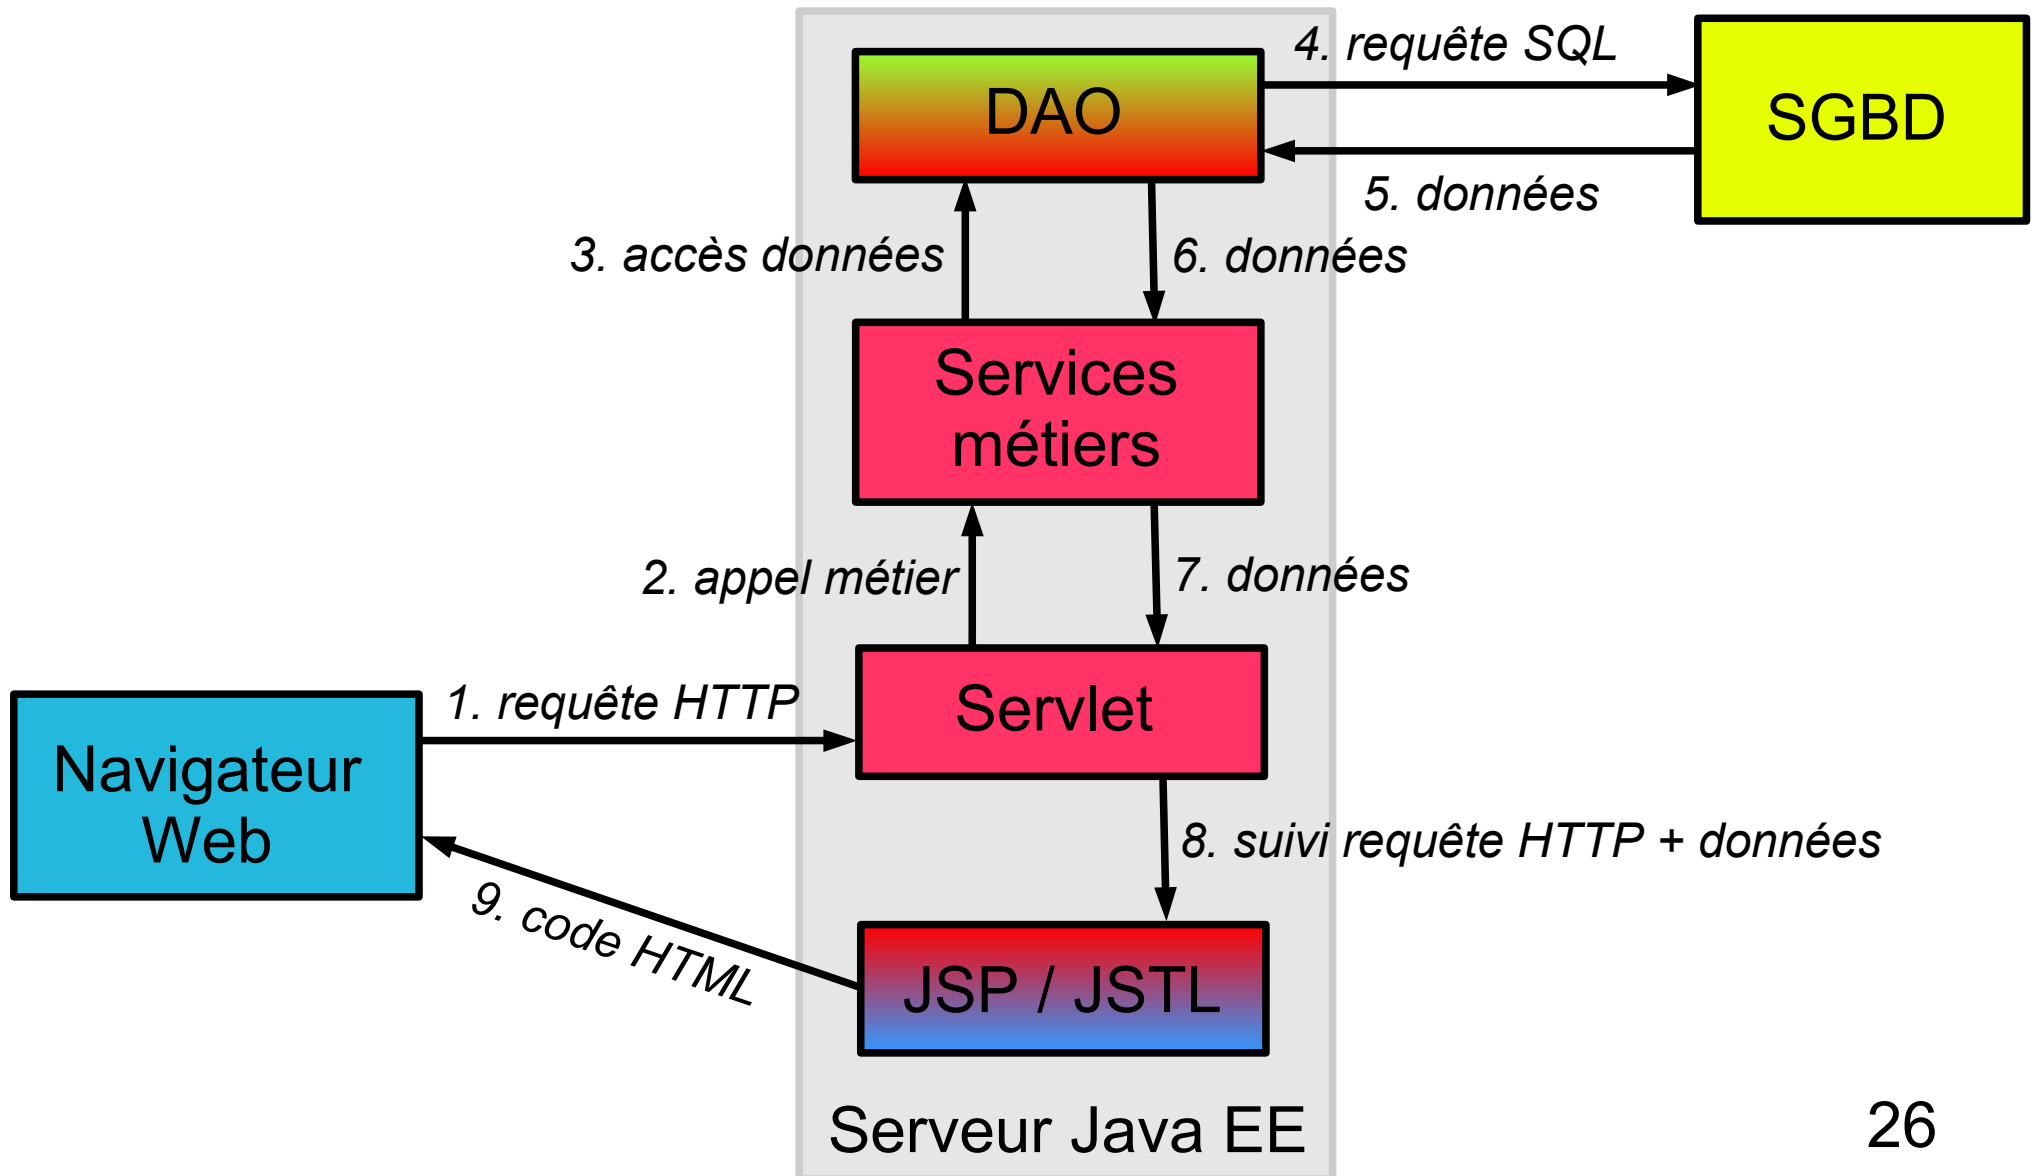 4. requête SQL
DAO
SGBD
5. données
3. accès données
6. données
Services
métiers
2. appel métier
7. données
1. requête HTTP
Servlet
Navigateur
Web
8. suivi requête HTTP + données
9. code HTML
JSP / JSTL
Serveur Java EE
26